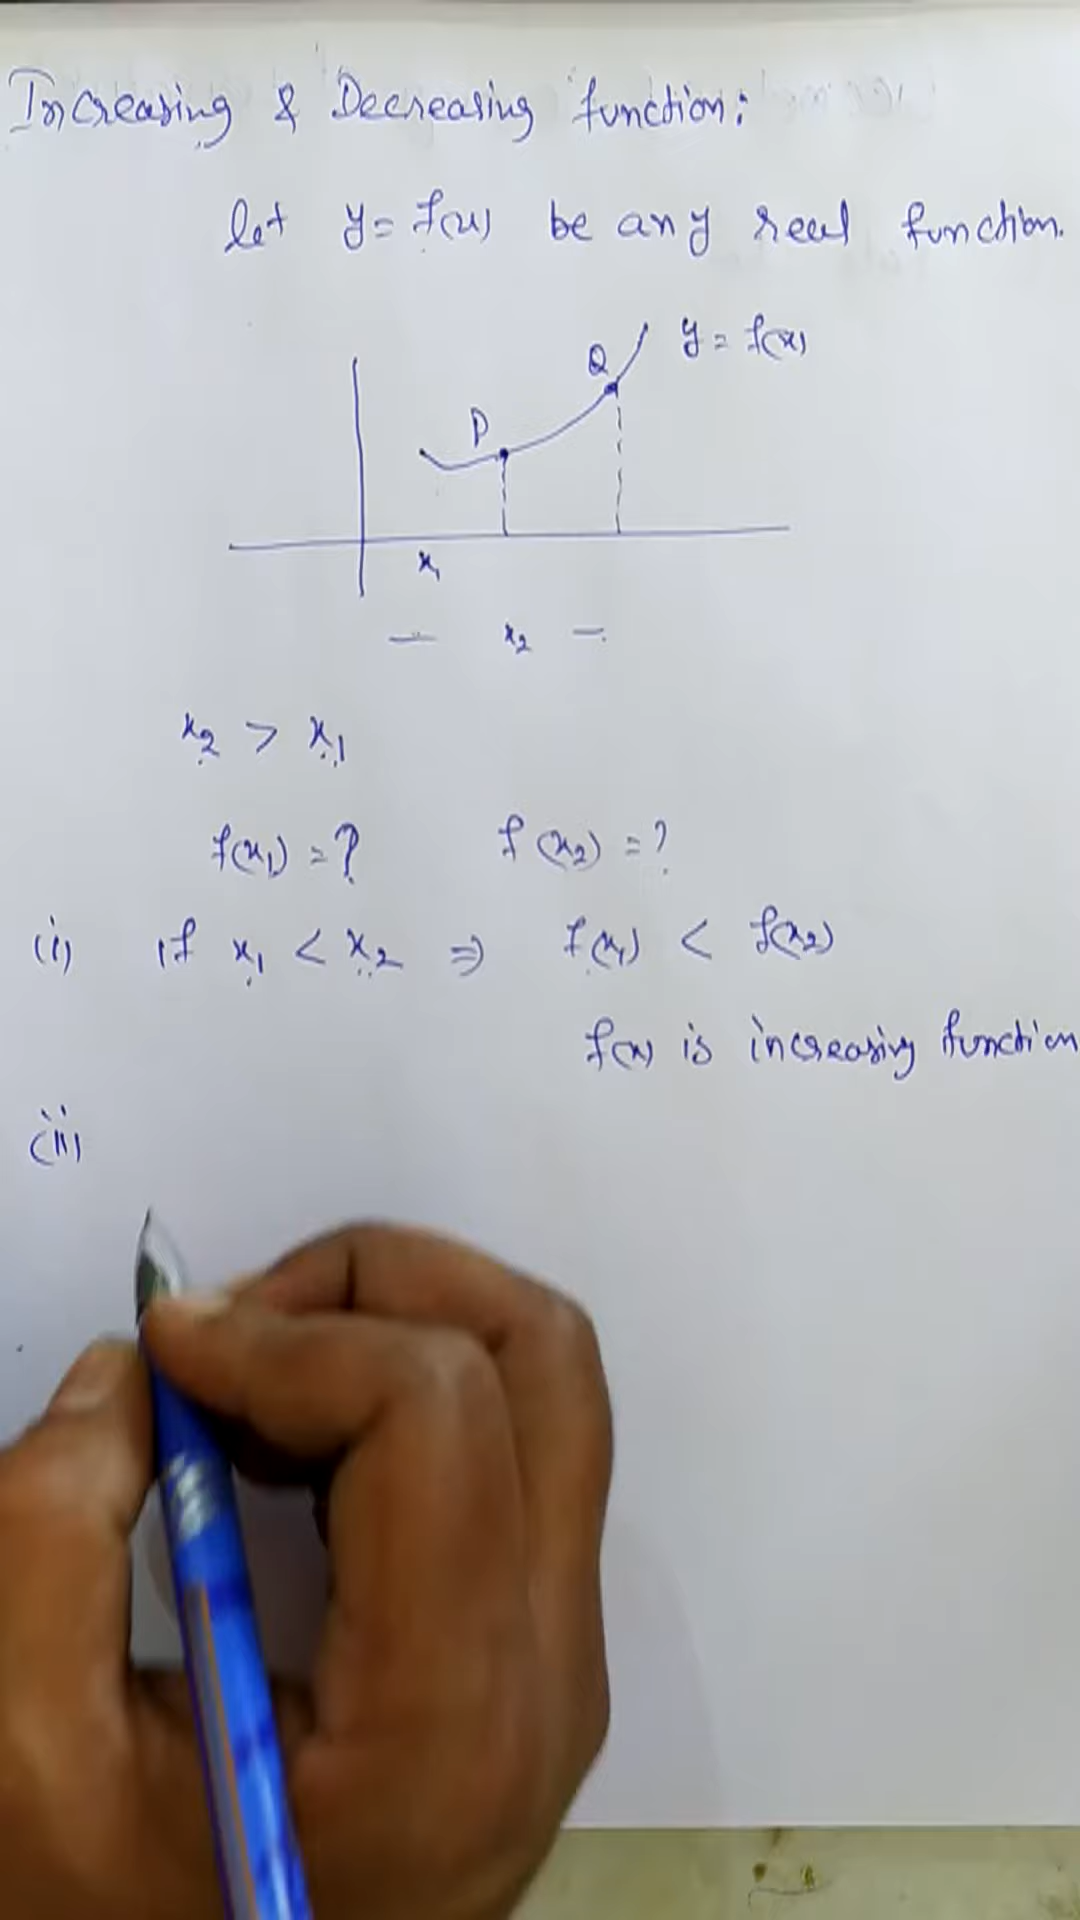 Increasing & Decreasing function:
let y = f(x) be any real function.
Q y = f(x)
P
x₁
— x₂ —
x₂ > x₁
f(x₁) = ? f(x₂) = ?
(i) if x₁ < x₂ ⇒ f(x₁) < f(x₂)
f(x) is increasing function
(ii)